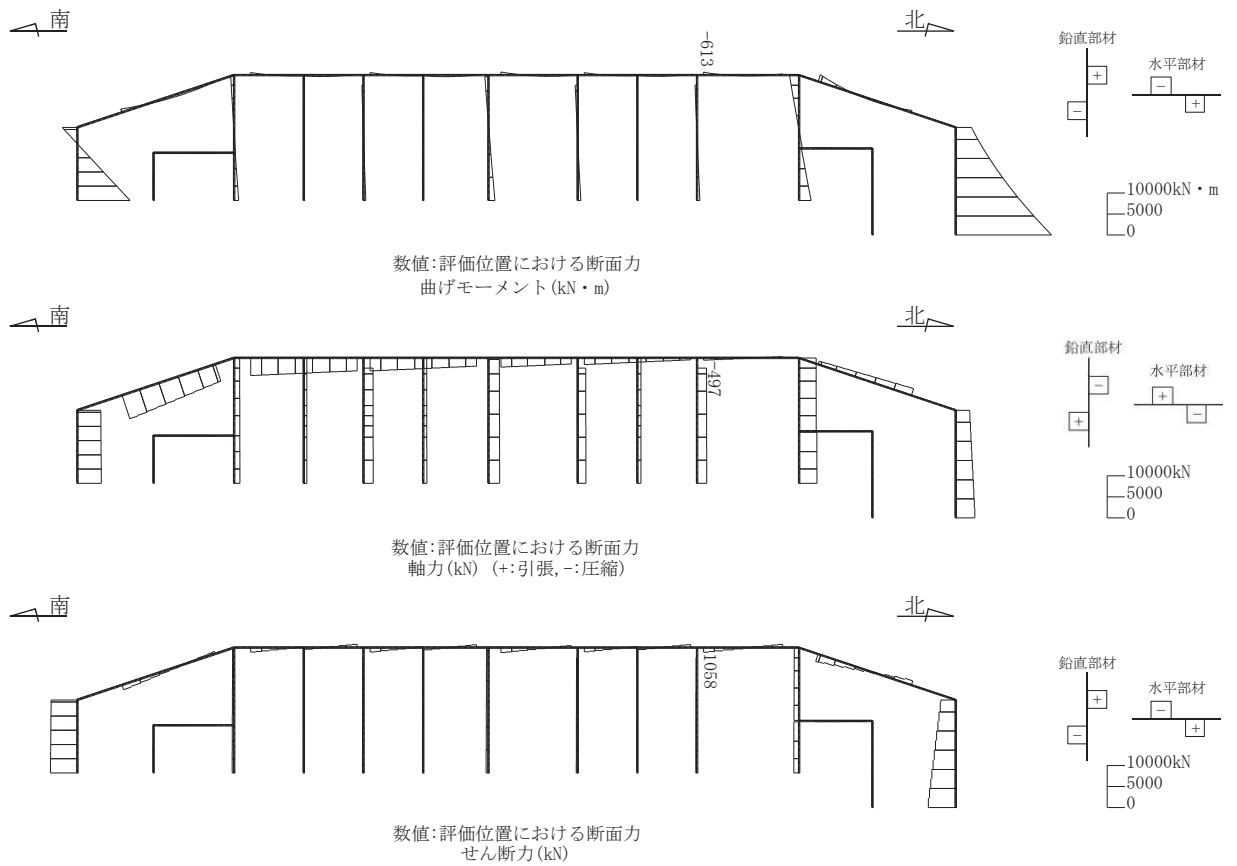 南
北
-613
鉛直部材
+
-
水平部材
-
+
10000kN・m
5000
0
数値:評価位置における断面力
曲げモーメント(kN・m)
南
北
-497
鉛直部材
-
+
水平部材
+
-
10000kN
5000
0
数値:評価位置における断面力
軸力(kN) (+:引張,-:圧縮)
南
北
1058
鉛直部材
+
-
水平部材
-
+
10000kN
5000
0
数値:評価位置における断面力
せん断力(kN)